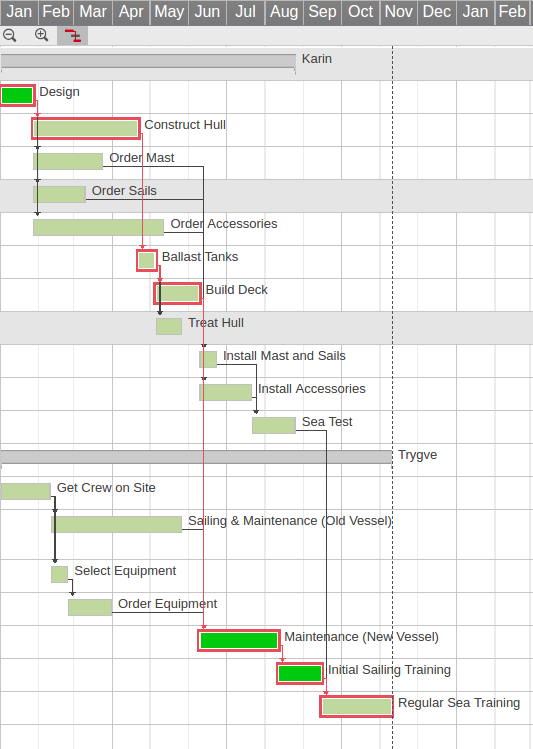 Jan Feb Mar Apr May Jun Jul Aug Sep Oct Nov Dec Jan Feb
Karin
Design
Construct Hull
Order Mast
Order Sails
Order Accessories
Ballast Tanks
Build Deck
Treat Hull
Install Mast and Sails
Install Accessories
Sea Test
Trygve
Get Crew on Site
Sailing & Maintenance (Old Vessel)
Select Equipment
Order Equipment
Maintenance (New Vessel)
Initial Sailing Training
Regular Sea Training